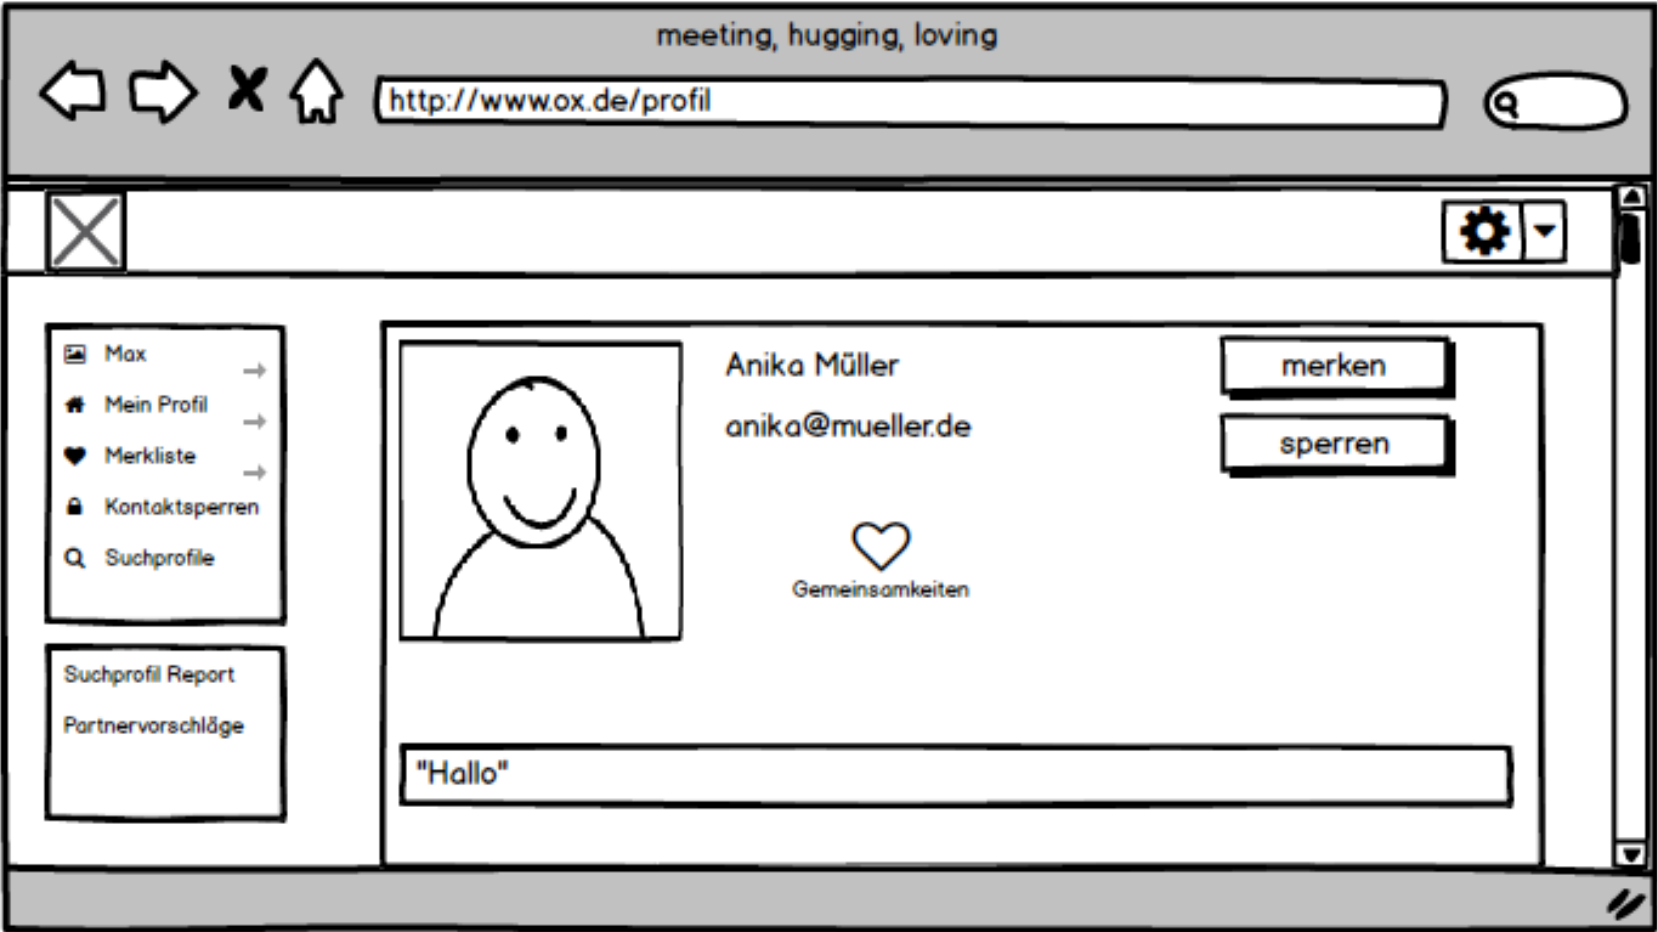 meeting, hugging, loving
http://www.ox.de/profil
Max
Mein Profil
Merkliste
Kontaktsperren
Suchprofile
Suchprofil Report
Partnervorschläge
Anika Müller
anika@mueller.de
merken
sperren
Gemeinsamkeiten
"Hallo"